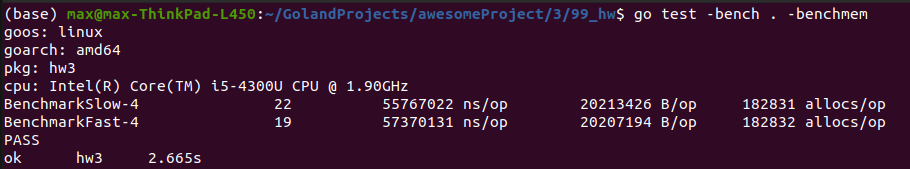 (base) max@max-ThinkPad-L450:~/GolandProjects/awesomeProject/3/99_hw$ go test -bench . -benchmem
goos: linux
goarch: amd64
pkg: hw3
cpu: Intel(R) Core(TM) i5-4300U CPU @ 1.90GHz
BenchmarkSlow-4 22 55767022 ns/op 20213426 B/op 182831 allocs/op
BenchmarkFast-4 19 57370131 ns/op 20207194 B/op 182832 allocs/op
PASS
ok hw3 2.665s